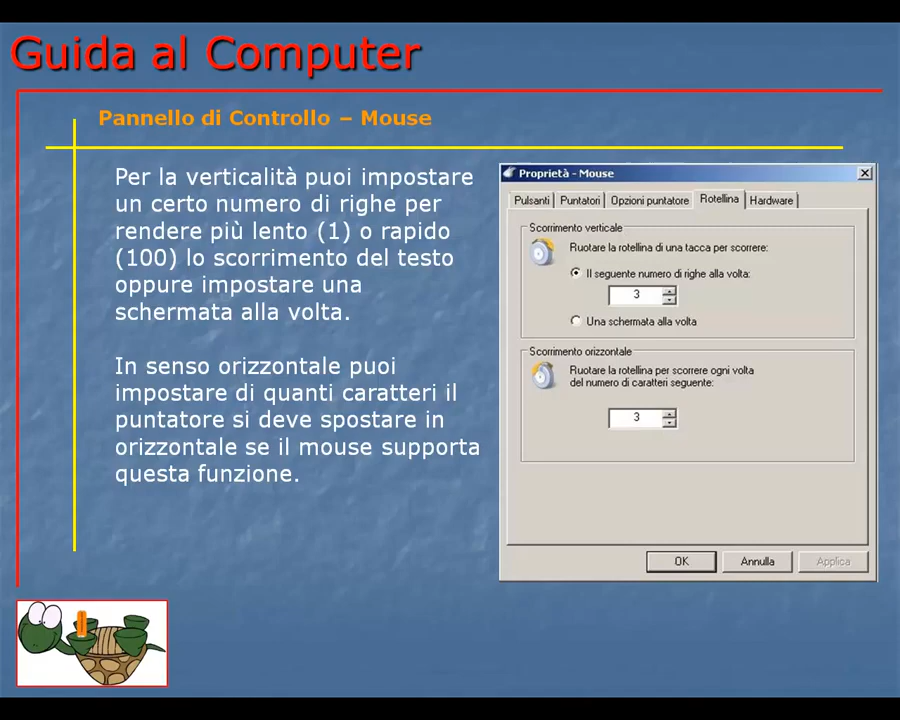 Guida al Computer
Pannello di Controllo – Mouse
Per la verticalità puoi impostare
un certo numero di righe per
rendere più lento (1) o rapido
(100) lo scorrimento del testo
oppure impostare una
schermata alla volta.
In senso orizzontale puoi
impostare di quanti caratteri il
puntatore si deve spostare in
orizzontale se il mouse supporta
questa funzione.
Proprietà - Mouse
Pulsanti Puntatori Opzioni puntatore Rotellina Hardware
Scorrimento verticale
Ruotare la rotellina di una tacca per scorrere:
Il seguente numero di righe alla volta:
3
Una schermata alla volta
Scorrimento orizzontale
Ruotare la rotellina per scorrere ogni volta
del numero di caratteri seguente:
3
OK Annulla Applica